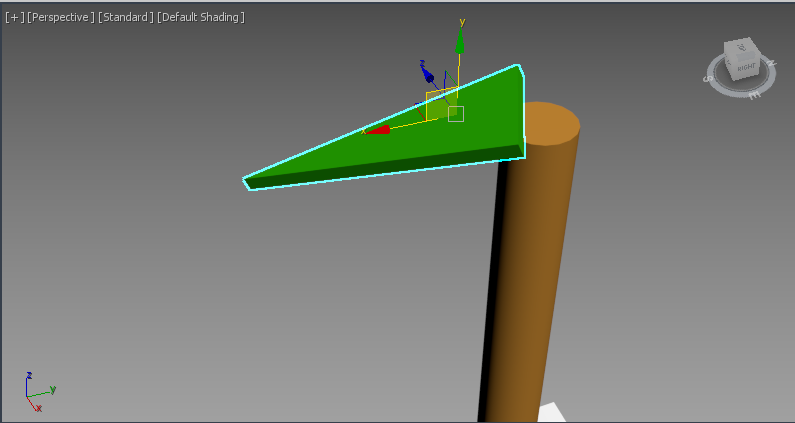 [+] [Perspective ] [Standard ] [Default Shading ]
y
z
x
RIGHT
S
E
z
y
x